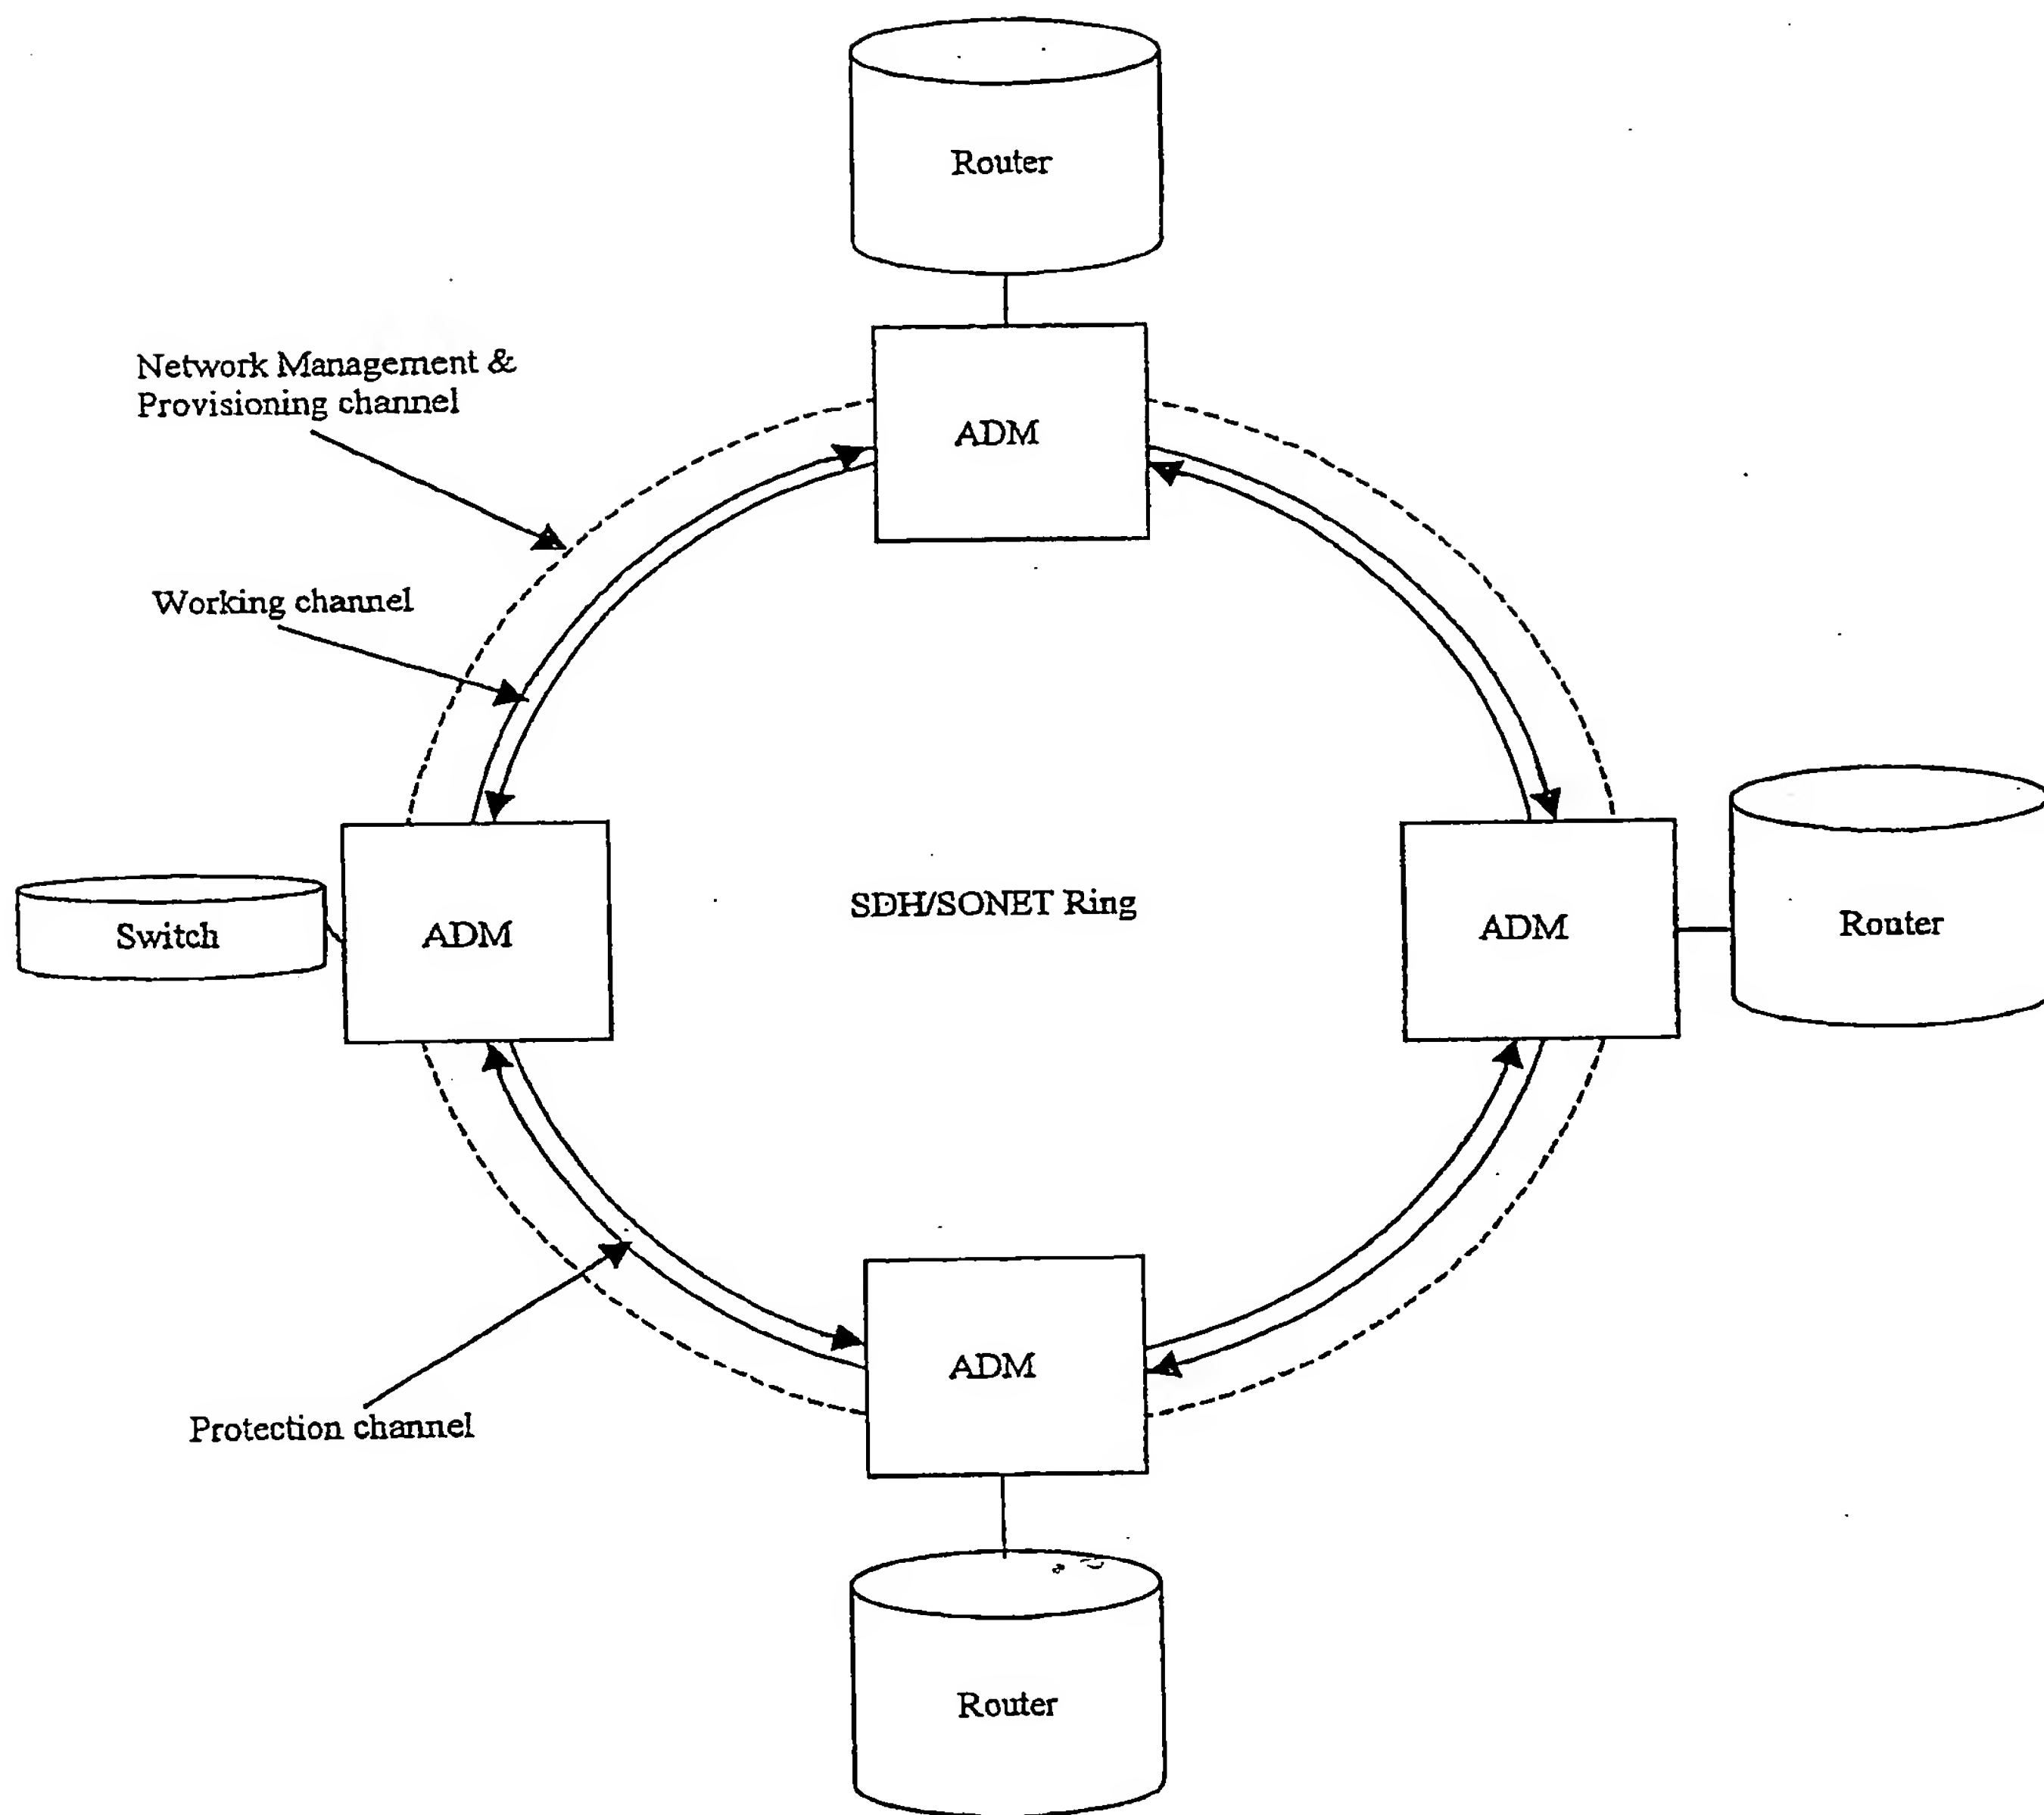 Router
Network Management &
Provisioning channel
ADM
Working channel
SDH/SONET Ring
Switch
ADM
ADM
Router
ADM
Protection channel
Router